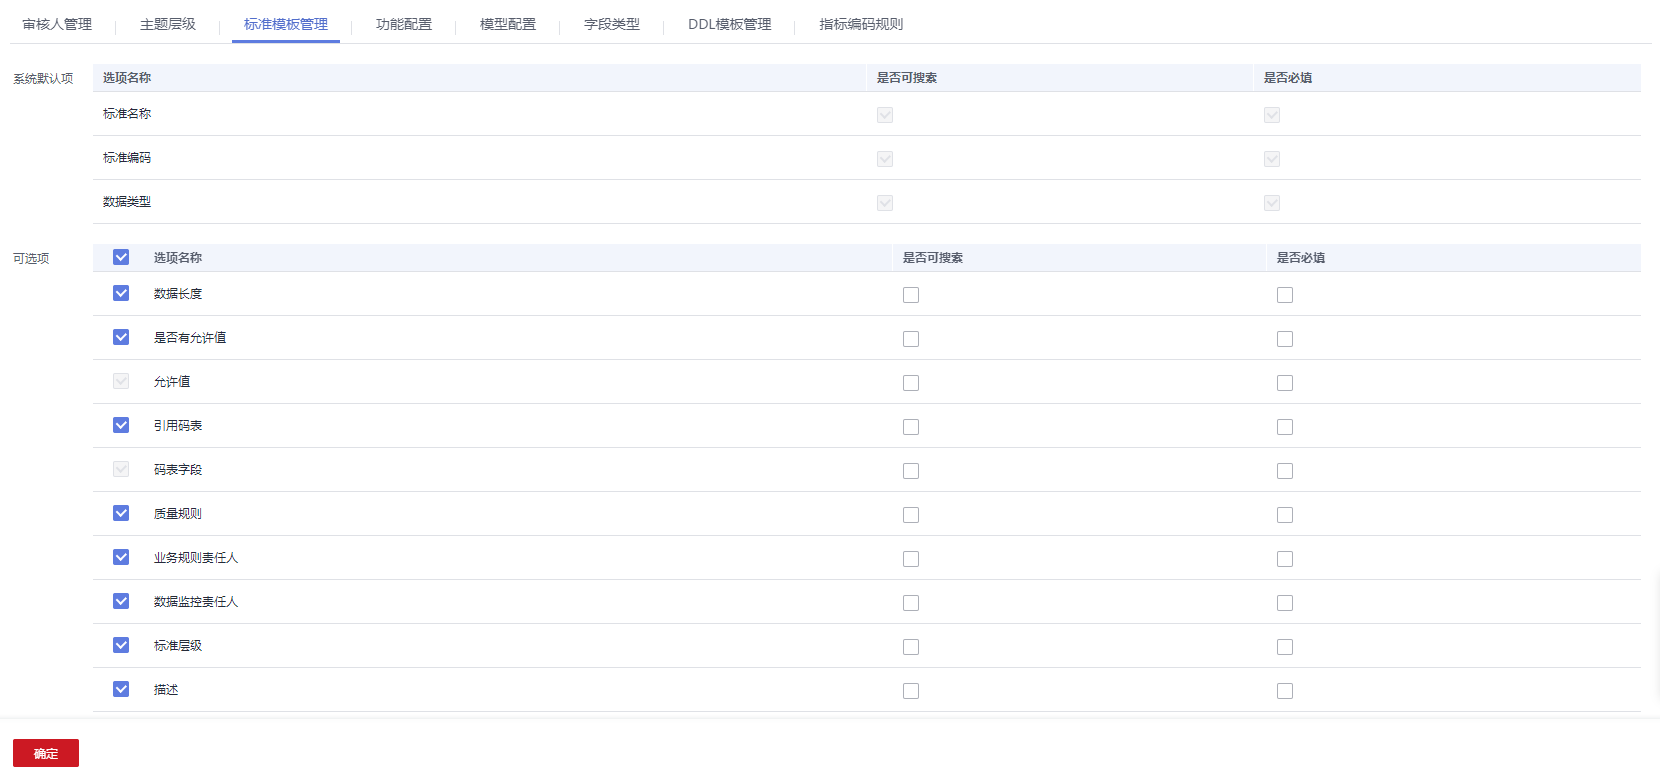 审核人管理 主题层级 标准模板管理 功能配置 模型配置 字段类型 DDL模板管理 指标编码规则
系统默认项 选项名称 是否可搜索 是否必填
标准名称
标准编码
数据类型
可选项 选项名称 是否可搜索 是否必填
数据长度
是否有允许值
允许值
引用码表
码表字段
质量规则
业务规则责任人
数据监控责任人
标准层级
描述
确定